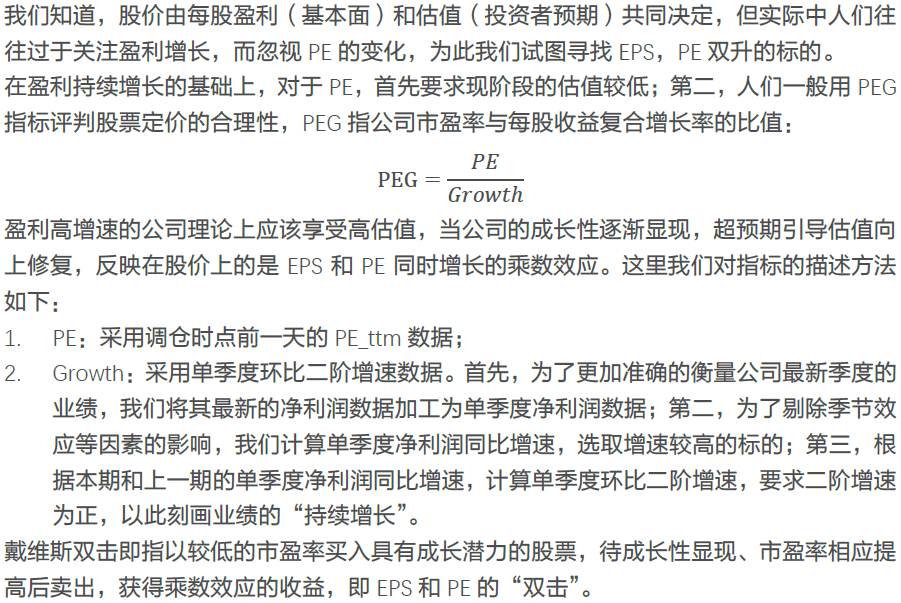 我们知道，股价由每股盈利（基本面）和估值（投资者预期）共同决定，但实际中人们往
往过于关注盈利增长，而忽视 PE 的变化，为此我们试图寻找 EPS，PE 双升的标的。
在盈利持续增长的基础上，对于 PE，首先要求现阶段的估值较低；第二，人们一般用 PEG
指标评判股票定价的合理性，PEG 指公司市盈率与每股收益复合增长率的比值：
PEG = PE / Growth
盈利高增速的公司理论上应该享受高估值，当公司的成长性逐渐显现，超预期引导估值向
上修复，反映在股价上的是 EPS 和 PE 同时增长的乘数效应。这里我们对指标的描述方法
如下：
1. PE：采用调仓时点前一天的 PE_ttm 数据；
2. Growth：采用单季度环比二阶增速数据。首先，为了更加准确的衡量公司最新季度的
业绩，我们将其最新的净利润数据加工为单季度净利润数据；第二，为了剔除季节效
应等因素的影响，我们计算单季度净利润同比增速，选取增速较高的标的；第三，根
据本期和上一期的单季度净利润同比增速，计算单季度环比二阶增速，要求二阶增速
为正，以此刻画业绩的“持续增长”。
戴维斯双击即指以较低的市盈率买入具有成长潜力的股票，待成长性显现、市盈率相应提
高后卖出，获得乘数效应的收益，即 EPS 和 PE 的“双击”。